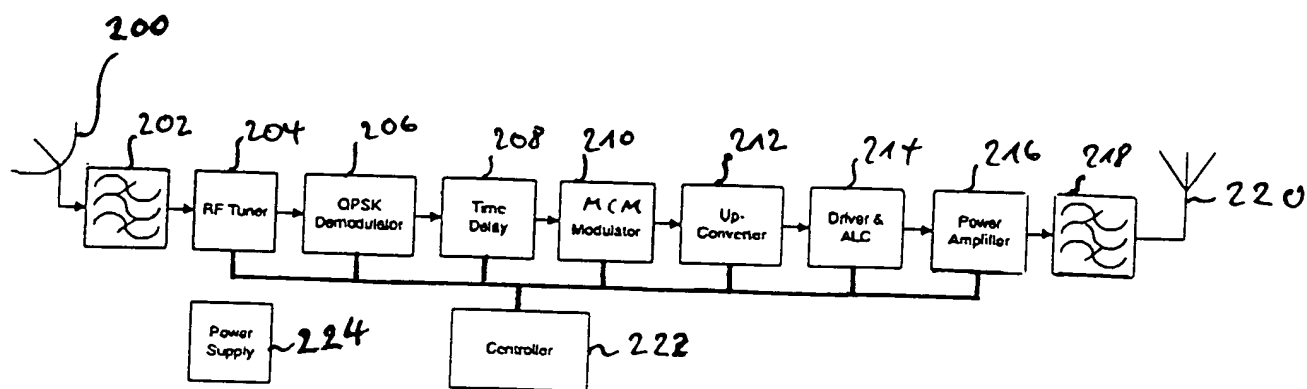 200
202
204
206
208
210
212
214
216
218
220
RF Tuner
QPSK
Demodulator
Time
Delay
MCM
Modulator
Up-
Converter
Driver &
ALC
Power
Amplifier
Power
Supply
224
Controller
222